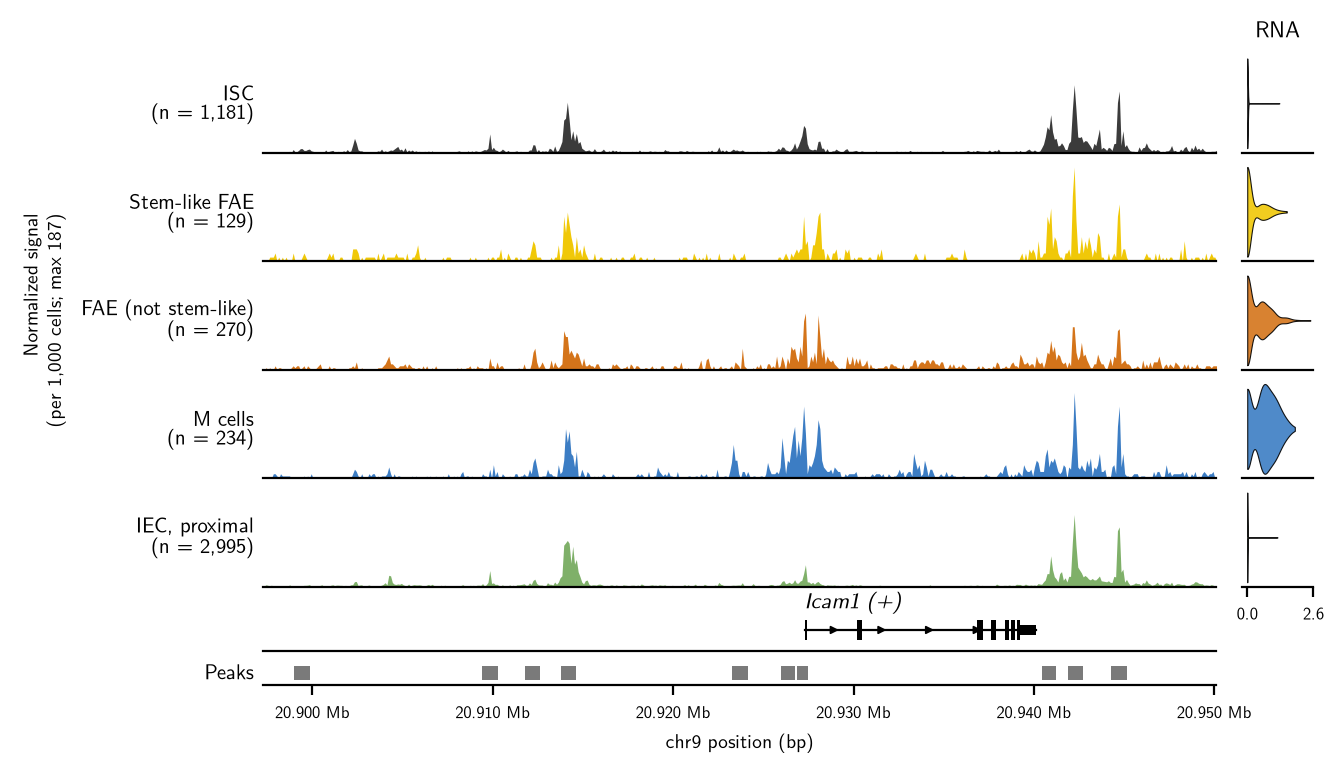 RNA
ISC
(n = 1,181)
Stem-like FAE
(n = 129)
Normalized signal
(per 1,000 cells; max 187)
FAE (not stem-like)
(n = 270)
M cells
(n = 234)
IEC, proximal
(n = 2,995)
Icam1 (+)
0.0 2.6
Peaks
20.900 Mb 20.910 Mb 20.920 Mb 20.930 Mb 20.940 Mb 20.950 Mb
chr9 position (bp)